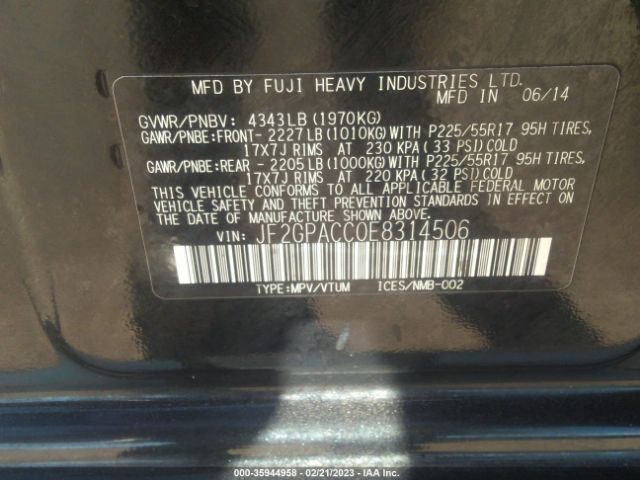 MFD BY FUJI HEAVY INDUSTRIES LTD.
MFD IN 06/14
GVWR/PNBV: 4343LB(1970KG)
GAWR/PNBE:FRONT- 2227LB(1010KG)WITH P225/55R17 95H TIRES,
17X7J RIMS AT 230 KPA(33 PSI)COLD
GAWR/PNBE:REAR - 2205LB(1000KG)WITH P225/55R17 95H TIRES,
17X7J RIMS AT 220 KPA(32 PSI)COLD
THIS VEHICLE CONFORMS TO ALL APPLICABLE FEDERAL MOTOR
VEHICLE SAFETY AND THEFT PREVENTION STANDARDS IN EFFECT ON
THE DATE OF MANUFACTURE SHOWN ABOVE.
VIN: JF2GPACC0E8314506
TYPE:MPV/VTUM ICES/NMB-002
000-35944958 - 02/21/2023 - IAA Inc.